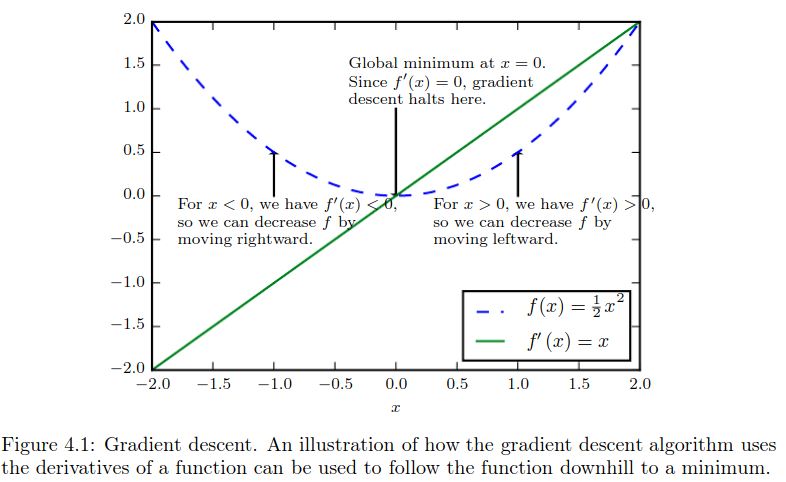 2.0
1.5
1.0
0.5
0.0
−0.5
−1.0
−1.5
−2.0
Global minimum at x = 0.
Since f′(x) = 0, gradient
descent halts here.
For x < 0, we have f′(x) < 0,
so we can decrease f by
moving rightward.
For x > 0, we have f′(x) > 0,
so we can decrease f by
moving leftward.
f(x) = ½x²
f′(x) = x
−2.0 −1.5 −1.0 −0.5 0.0 0.5 1.0 1.5 2.0
x
Figure 4.1: Gradient descent. An illustration of how the gradient descent algorithm uses
the derivatives of a function can be used to follow the function downhill to a minimum.